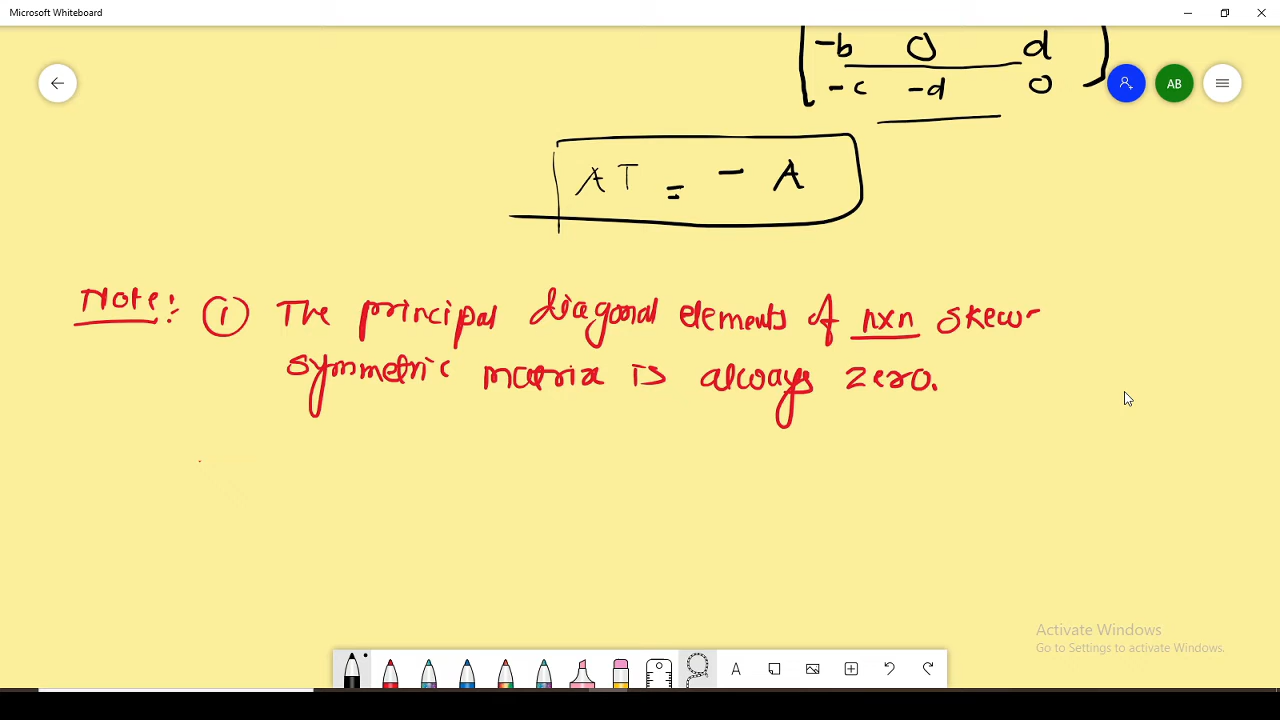 Microsoft Whiteboard
-b 0 d
-c -d 0
AB
AT = - A
Note:- ① The principal diagonal elements of nxn skew-
symmetric matrix is always zero.
Activate Windows
Go to Settings to activate Windows.
A